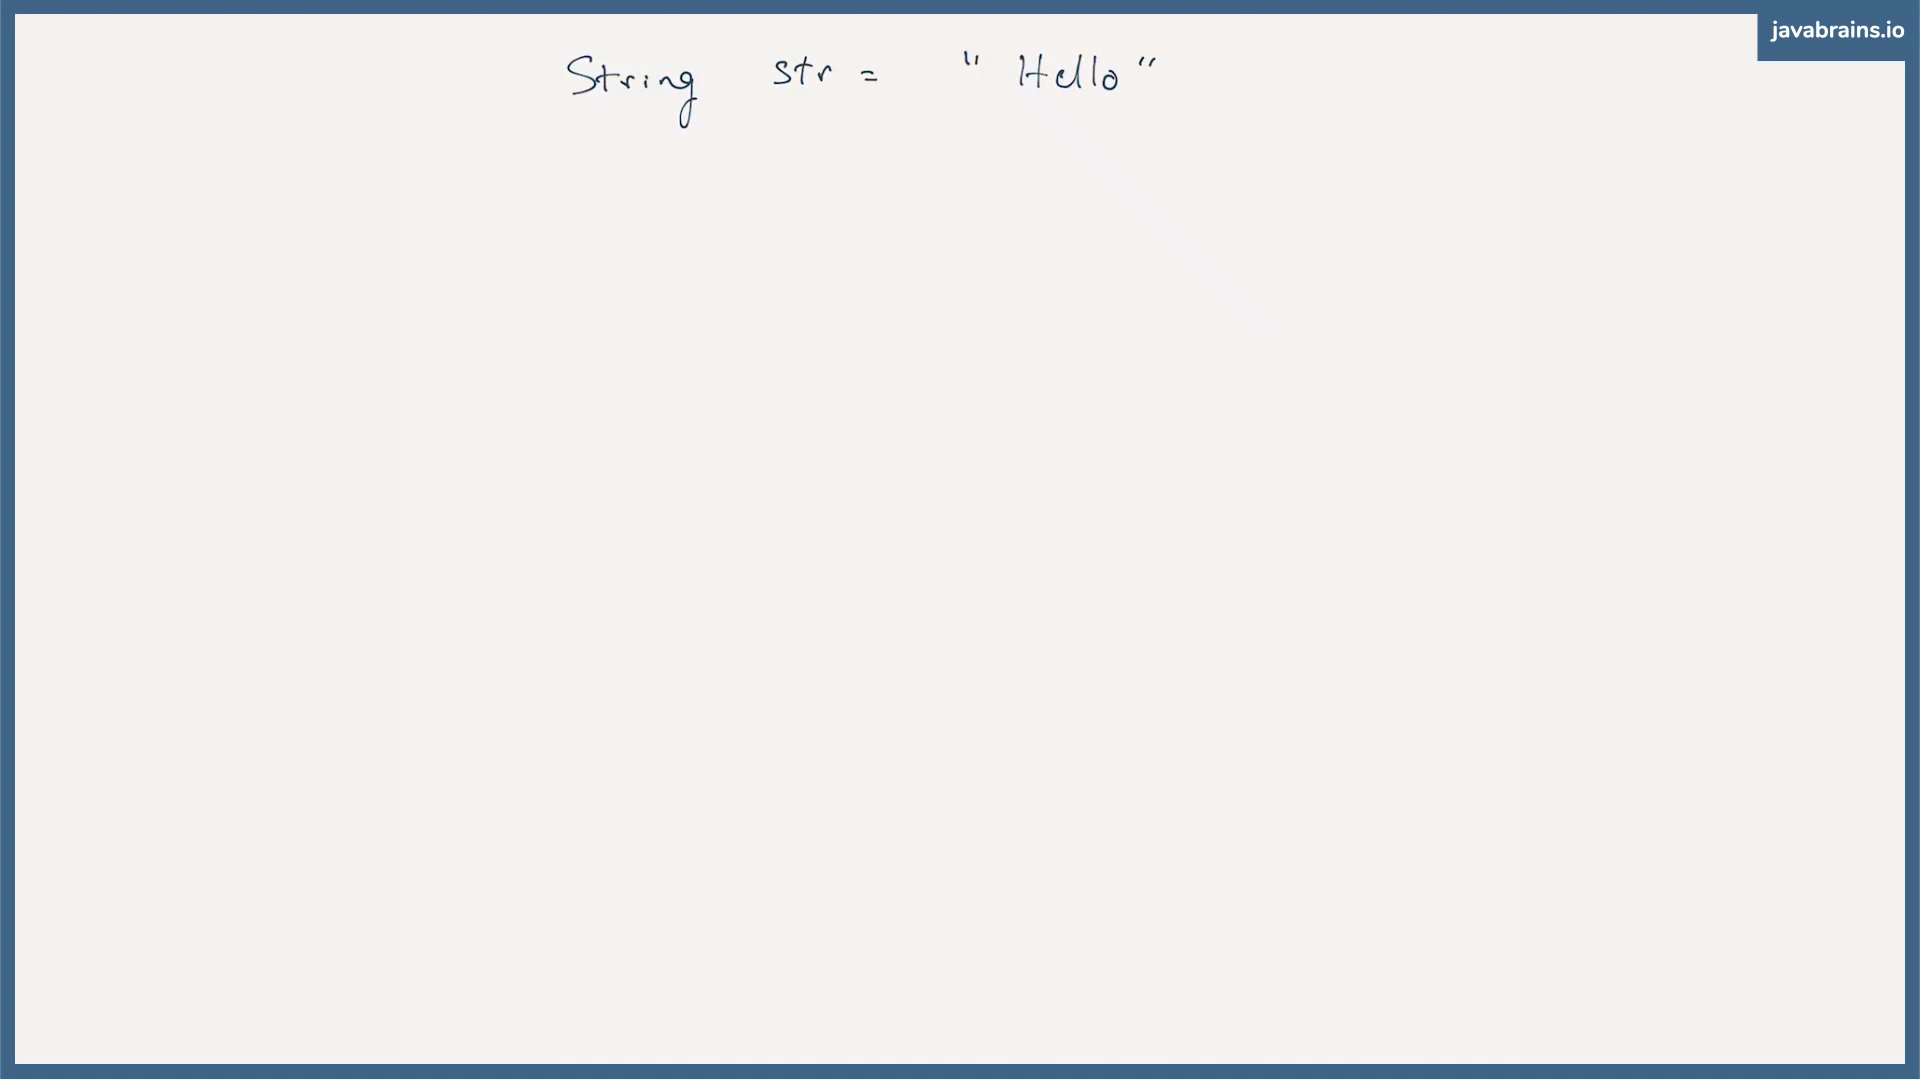 javabrains.io
String str = "Hello"